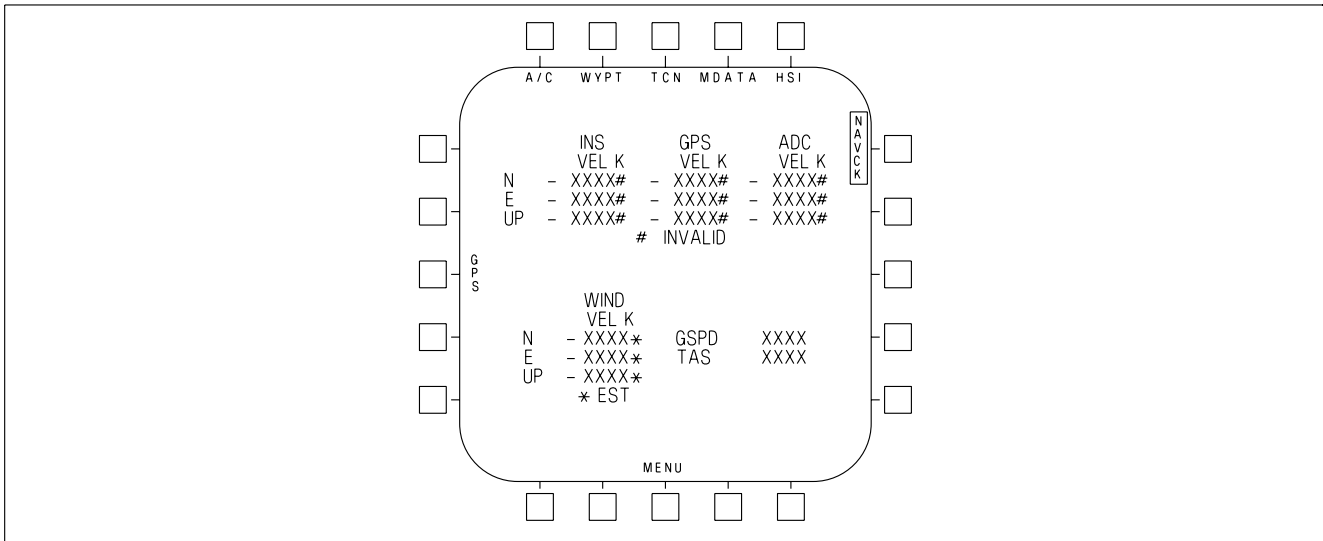 A/C WYPT TCN MDATA HSI
NAVCK
INS GPS ADC
VEL K VEL K VEL K
N - XXXX# - XXXX# - XXXX#
E - XXXX# - XXXX# - XXXX#
UP - XXXX# - XXXX# - XXXX#
# INVALID
GPS
WIND
VEL K
N - XXXX* GSPD XXXX
E - XXXX* TAS XXXX
UP - XXXX*
* EST
MENU